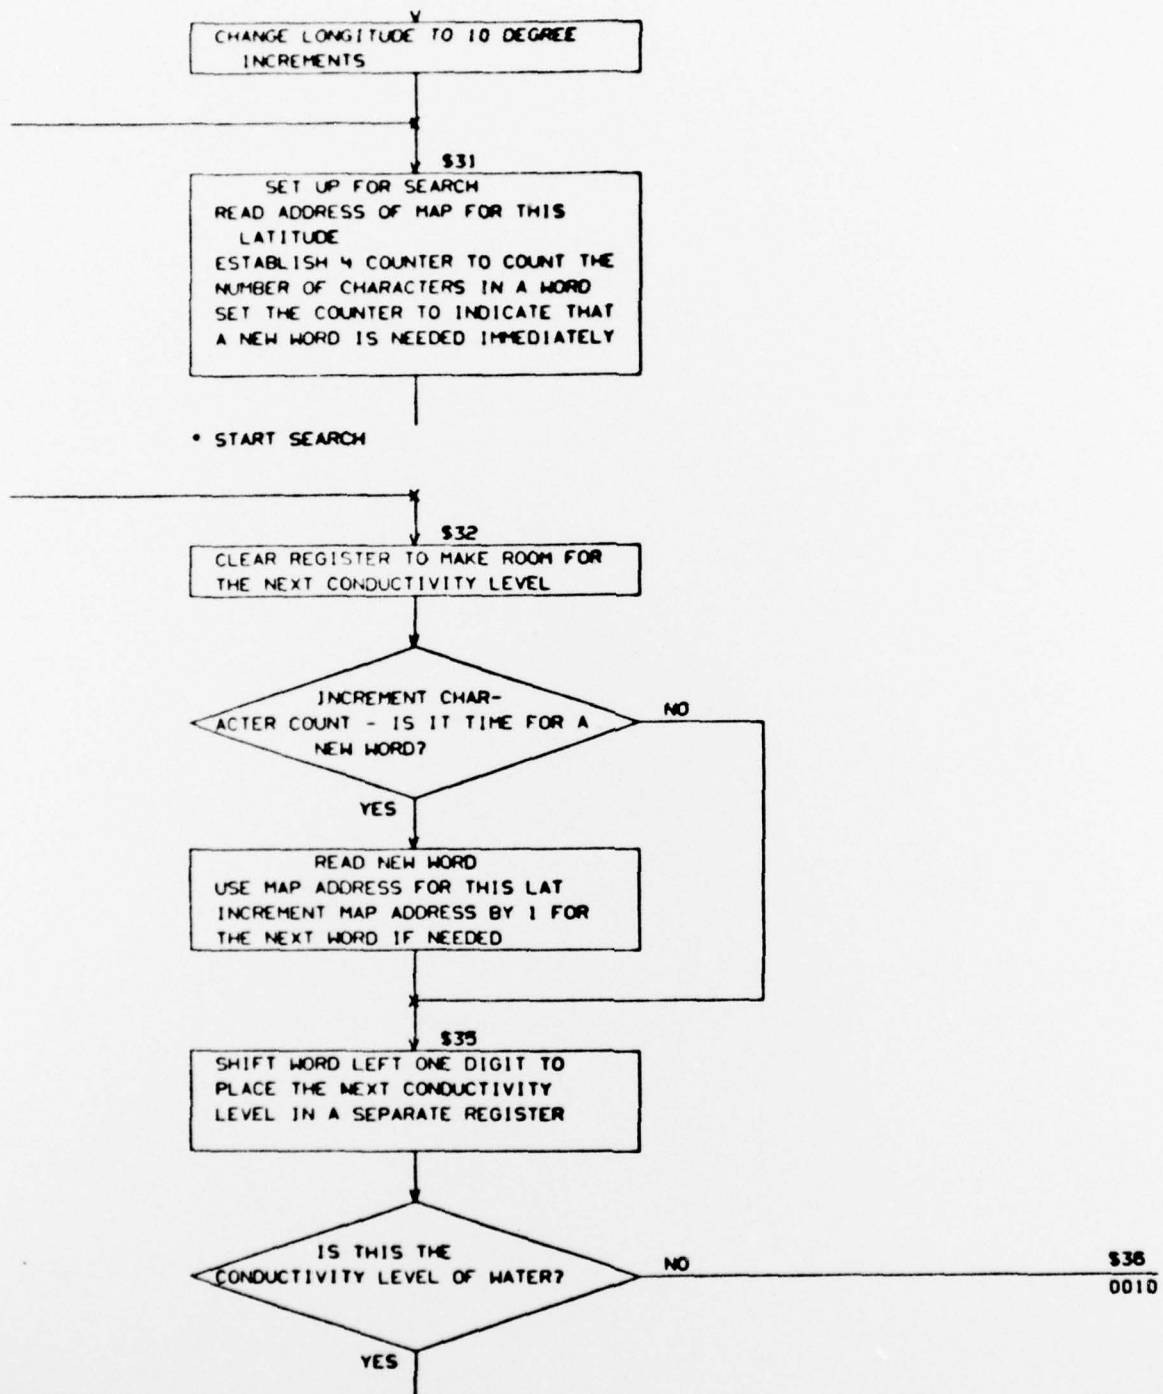 CHANGE LONGITUDE TO 10 DEGREE
INCREMENTS
$31
SET UP FOR SEARCH
READ ADDRESS OF MAP FOR THIS
LATITUDE
ESTABLISH 4 COUNTER TO COUNT THE
NUMBER OF CHARACTERS IN A WORD
SET THE COUNTER TO INDICATE THAT
A NEW WORD IS NEEDED IMMEDIATELY
* START SEARCH
$32
CLEAR REGISTER TO MAKE ROOM FOR
THE NEXT CONDUCTIVITY LEVEL
INCREMENT CHAR-
ACTER COUNT - IS IT TIME FOR A
NEW WORD?
NO
YES
READ NEW WORD
USE MAP ADDRESS FOR THIS LAT
INCREMENT MAP ADDRESS BY 1 FOR
THE NEXT WORD IF NEEDED
$35
SHIFT WORD LEFT ONE DIGIT TO
PLACE THE NEXT CONDUCTIVITY
LEVEL IN A SEPARATE REGISTER
IS THIS THE
CONDUCTIVITY LEVEL OF WATER?
NO
$36
0010
YES